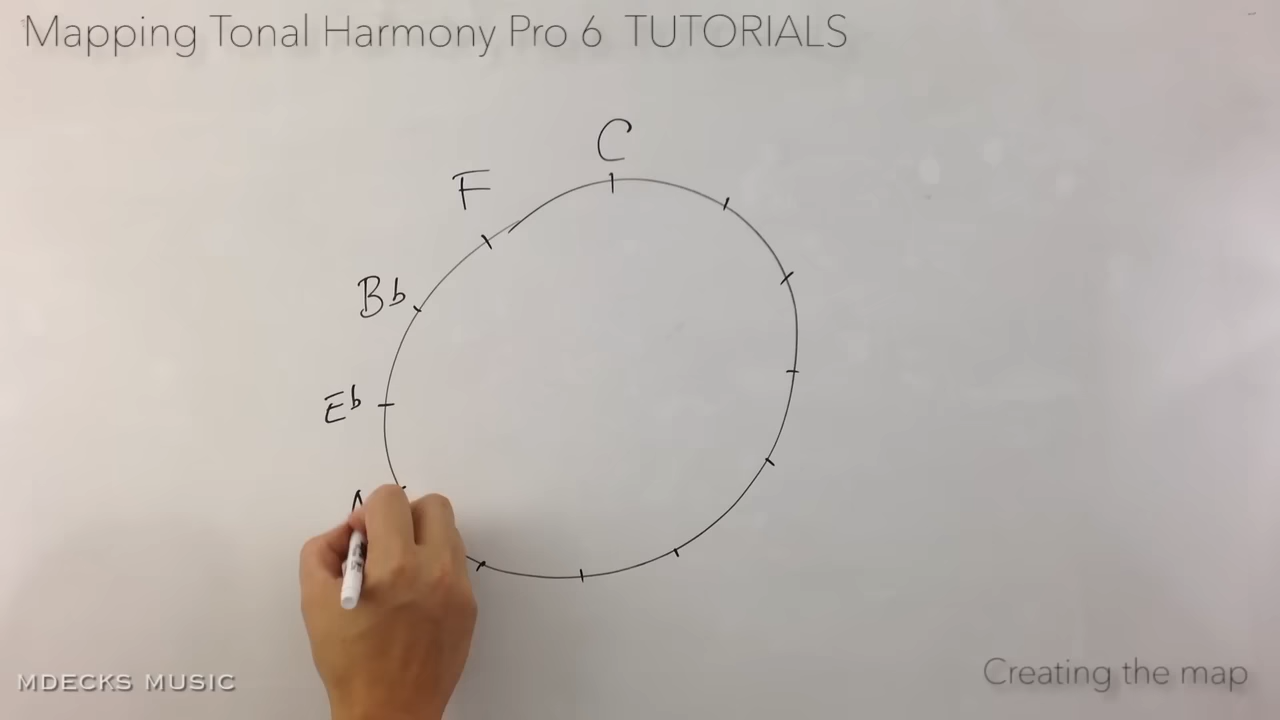 Mapping Tonal Harmony Pro 6 TUTORIALS
C
F
Bb
Eb
MDECKS MUSIC
Creating the map